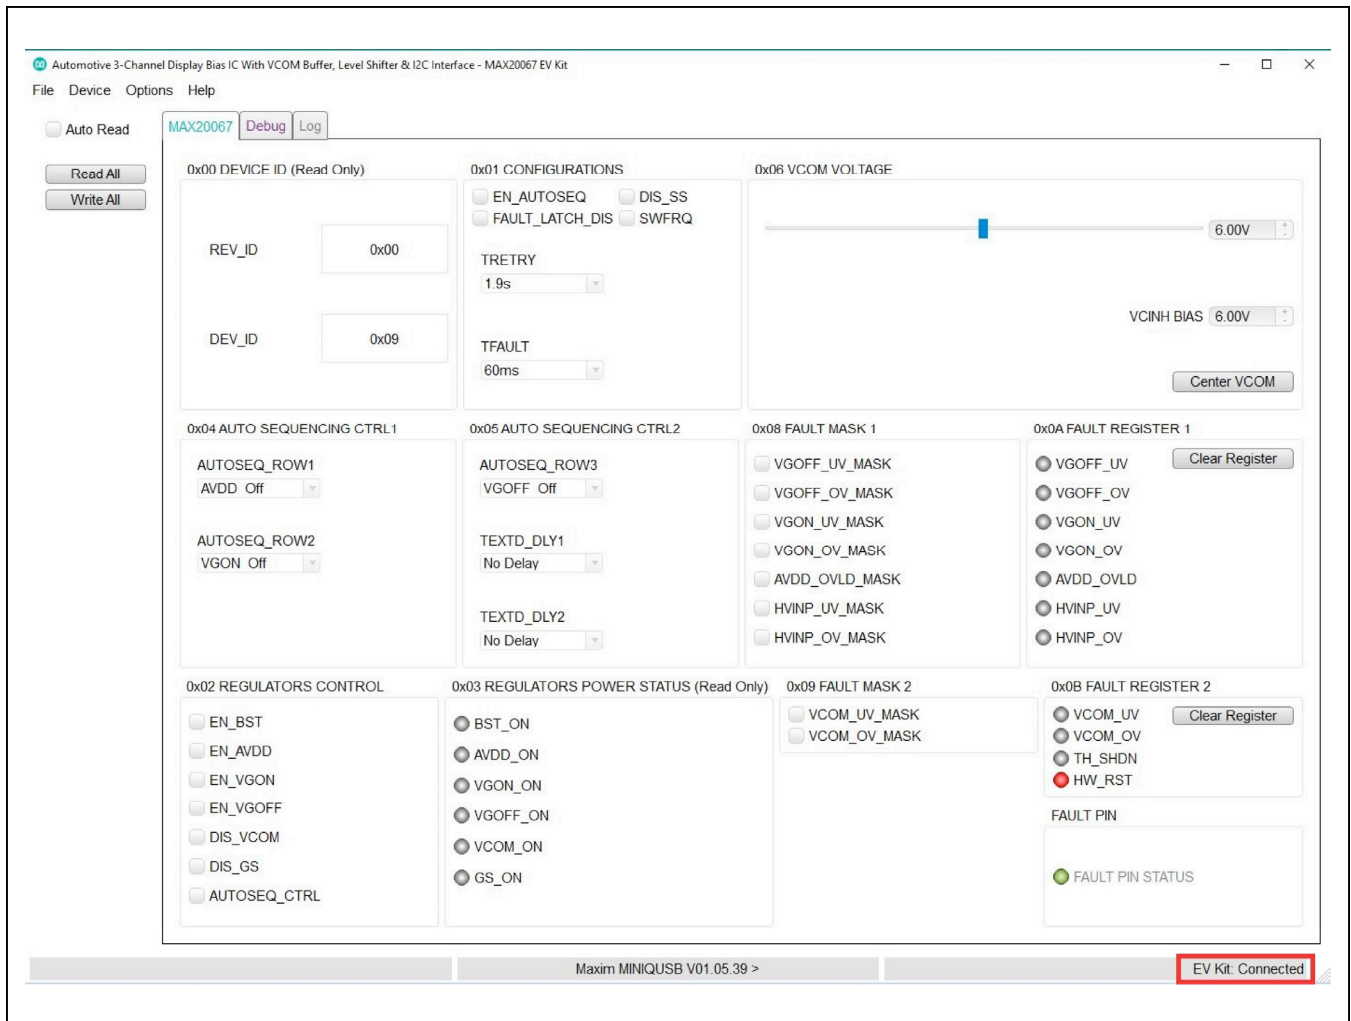 Automotive 3-Channel Display Bias IC With VCOM Buffer, Level Shifter & I2C Interface - MAX20067 EV Kit
File Device Options Help
Auto Read
Read All
Write All
MAX20067 Debug Log
0x00 DEVICE ID (Read Only)
REV_ID 0x00
DEV_ID 0x09
0x01 CONFIGURATIONS
EN_AUTOSEQ DIS_SS
FAULT_LATCH_DIS SWFRQ
TRETRY
1.9s
TFAULT
60ms
0x06 VCOM VOLTAGE
6.00V
VCINH BIAS 6.00V
Center VCOM
0x04 AUTO SEQUENCING CTRL1
AUTOSEQ_ROW1
AVDD Off
AUTOSEQ_ROW2
VGON Off
0x05 AUTO SEQUENCING CTRL2
AUTOSEQ_ROW3
VGOFF Off
TEXTD_DLY1
No Delay
TEXTD_DLY2
No Delay
0x08 FAULT MASK 1
VGOFF_UV_MASK
VGOFF_OV_MASK
VGON_UV_MASK
VGON_OV_MASK
AVDD_OVLD_MASK
HVINP_UV_MASK
HVINP_OV_MASK
0x0A FAULT REGISTER 1
VGOFF_UV Clear Register
VGOFF_OV
VGON_UV
VGON_OV
AVDD_OVLD
HVINP_UV
HVINP_OV
0x02 REGULATORS CONTROL
EN_BST
EN_AVDD
EN_VGON
EN_VGOFF
DIS_VCOM
DIS_GS
AUTOSEQ_CTRL
0x03 REGULATORS POWER STATUS (Read Only)
BST_ON
AVDD_ON
VGON_ON
VGOFF_ON
VCOM_ON
GS_ON
0x09 FAULT MASK 2
VCOM_UV_MASK
VCOM_OV_MASK
0x0B FAULT REGISTER 2
VCOM_UV Clear Register
VCOM_OV
TH_SHDN
HW_RST
FAULT PIN
FAULT PIN STATUS
Maxim MINIQUSB V01.05.39 >
EV Kit: Connected